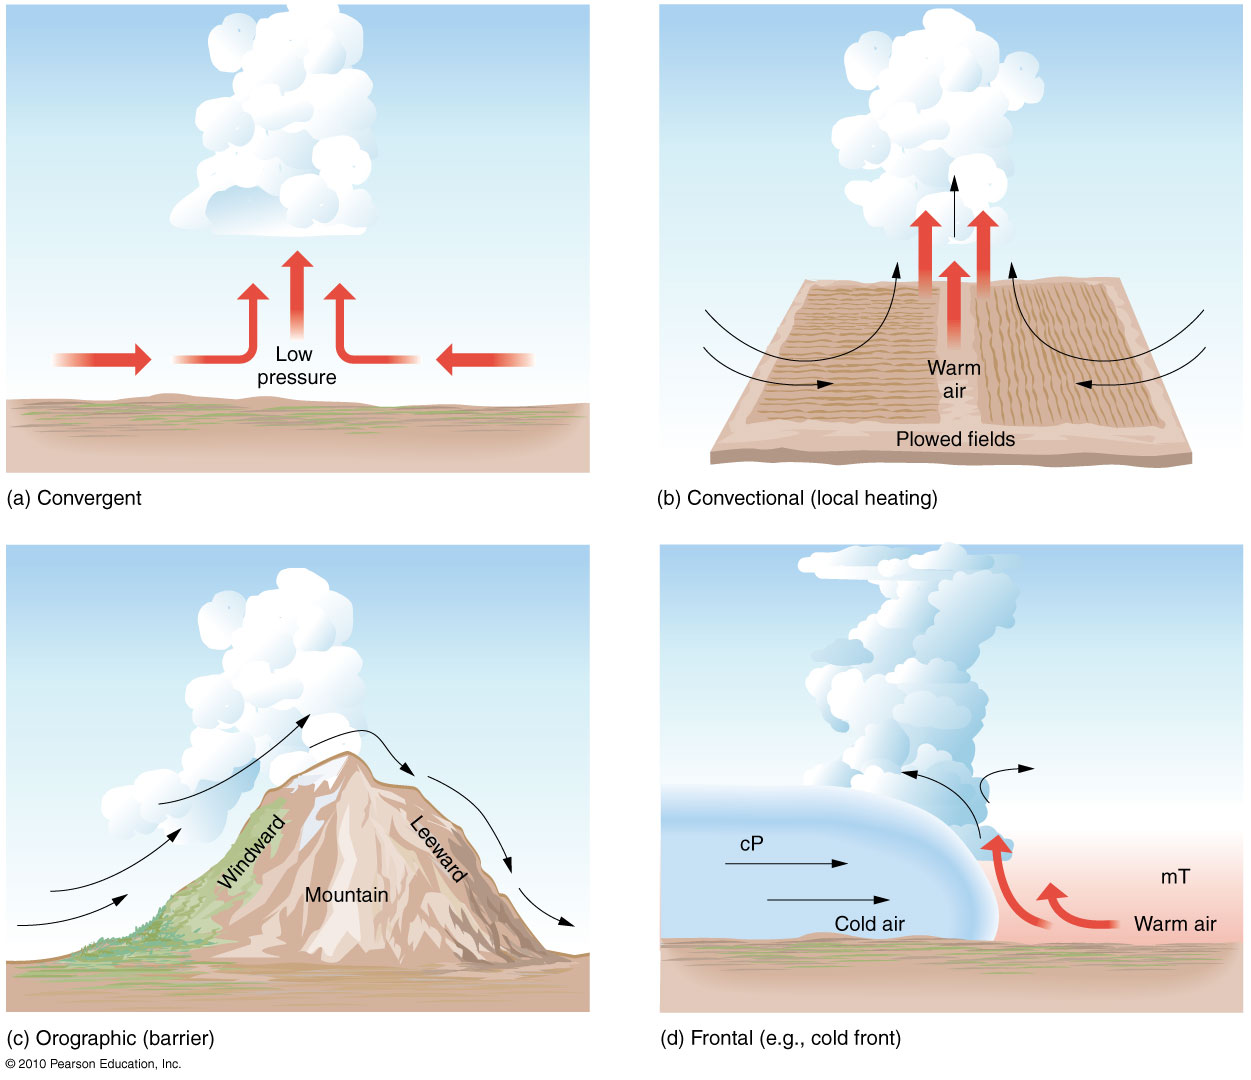 Low
pressure
(a) Convergent
Warm
air
Plowed fields
(b) Convectional (local heating)
Windward
Leeward
Mountain
(c) Orographic (barrier)
cP
Cold air
mT
Warm air
(d) Frontal (e.g., cold front)
© 2010 Pearson Education, Inc.